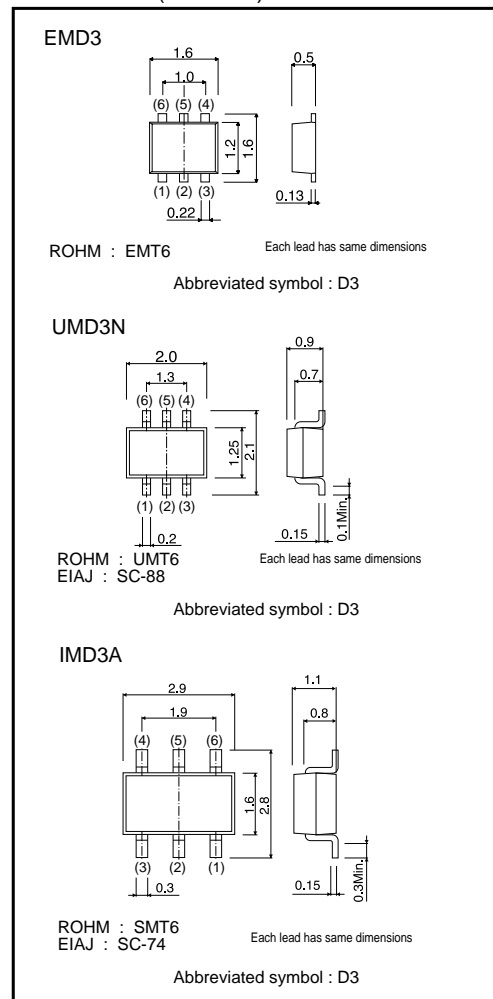 EMD3
1.6
1.0
0.5
(6) (5) (4)
1.2
1.6
(1) (2) (3)
0.22
0.13
ROHM : EMT6
Each lead has same dimensions
Abbreviated symbol : D3
UMD3N
2.0
1.3
0.9
0.7
(6) (5) (4)
1.25
2.1
(1) (2) (3)
0.2
0.15
0.1Min.
ROHM : UMT6
EIAJ : SC-88
Each lead has same dimensions
Abbreviated symbol : D3
IMD3A
2.9
1.9
1.1
0.8
(4) (5) (6)
1.6
2.8
(3) (2) (1)
0.3
0.15
0.3Min.
ROHM : SMT6
EIAJ : SC-74
Each lead has same dimensions
Abbreviated symbol : D3